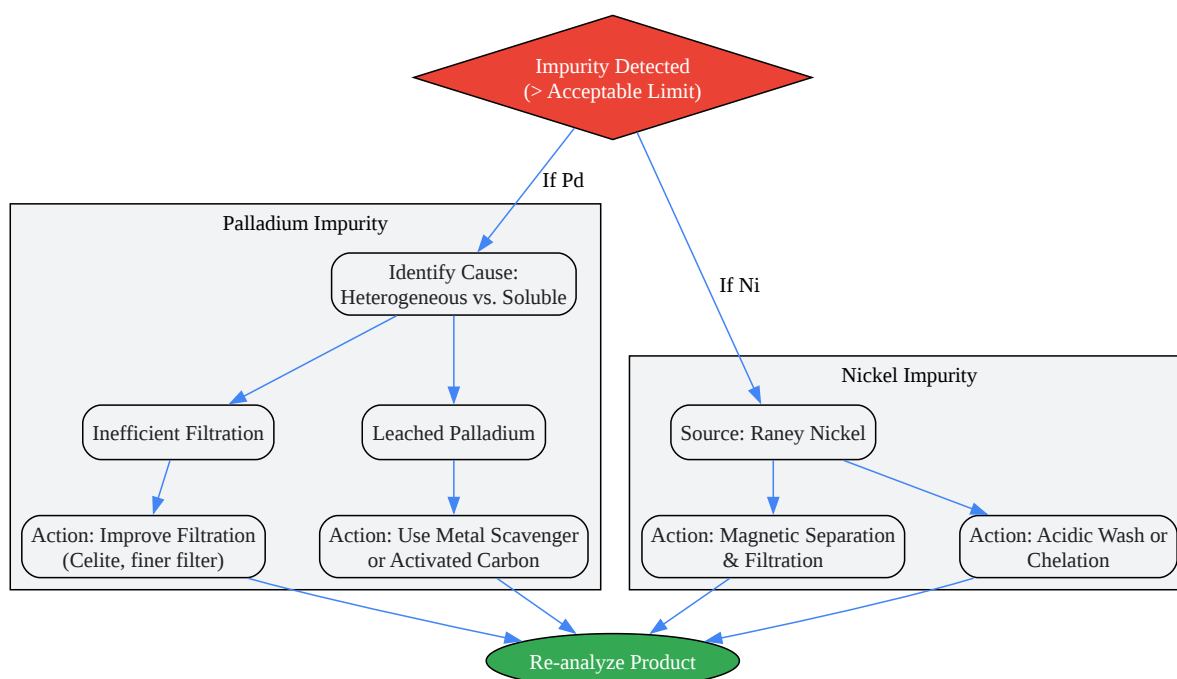 Impurity Detected
(> Acceptable Limit)
If Pd
If Ni
Palladium Impurity
Identify Cause:
Heterogeneous vs. Soluble
Inefficient Filtration
Leached Palladium
Action: Improve Filtration
(Celite, finer filter)
Action: Use Metal Scavenger
or Activated Carbon
Nickel Impurity
Source: Raney Nickel
Action: Magnetic Separation
& Filtration
Action: Acidic Wash or
Chelation
Re-analyze Product